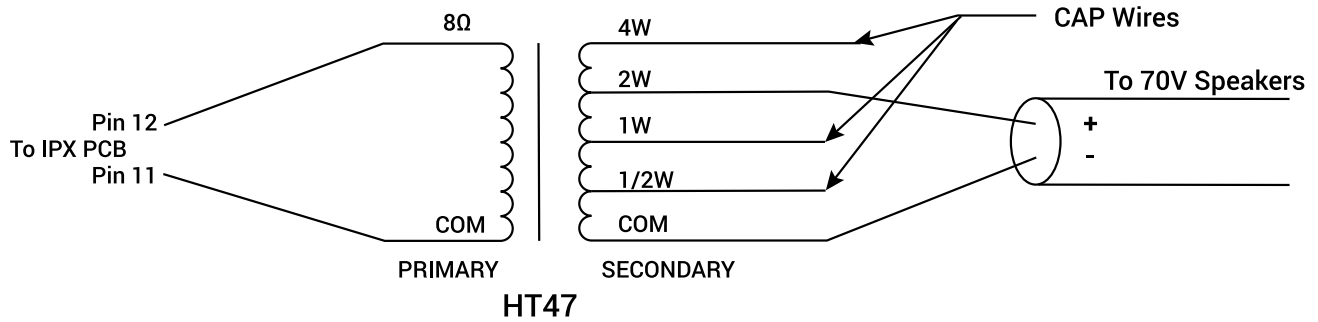 8Ω
4W
CAP Wires
2W
To 70V Speakers
Pin 12
To IPX PCB
Pin 11
1W
+
-
1/2W
COM
COM
PRIMARY
SECONDARY
HT47